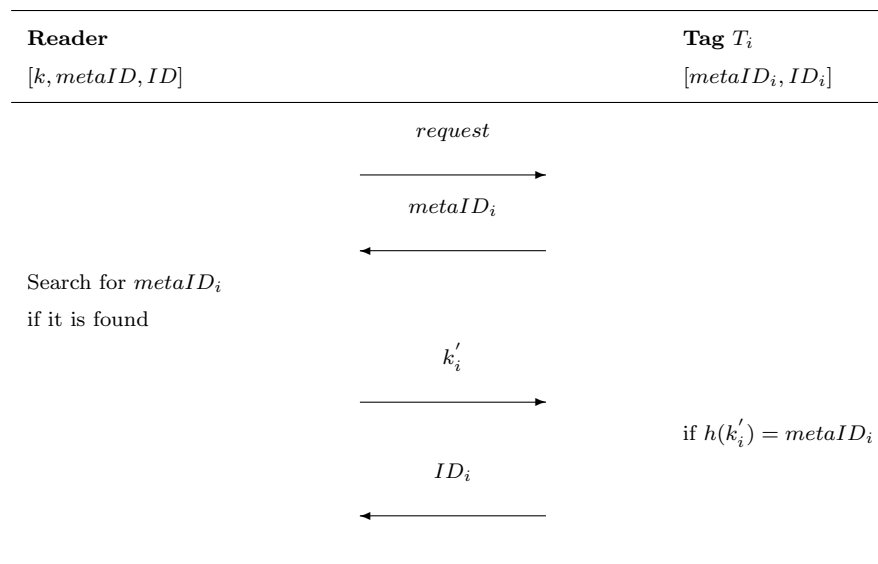 Reader Tag T_i
[k, metaID, ID] [metaID_i, ID_i]
request
metaID_i
Search for metaID_i
if it is found
k'_i
if h(k'_i) = metaID_i
ID_i